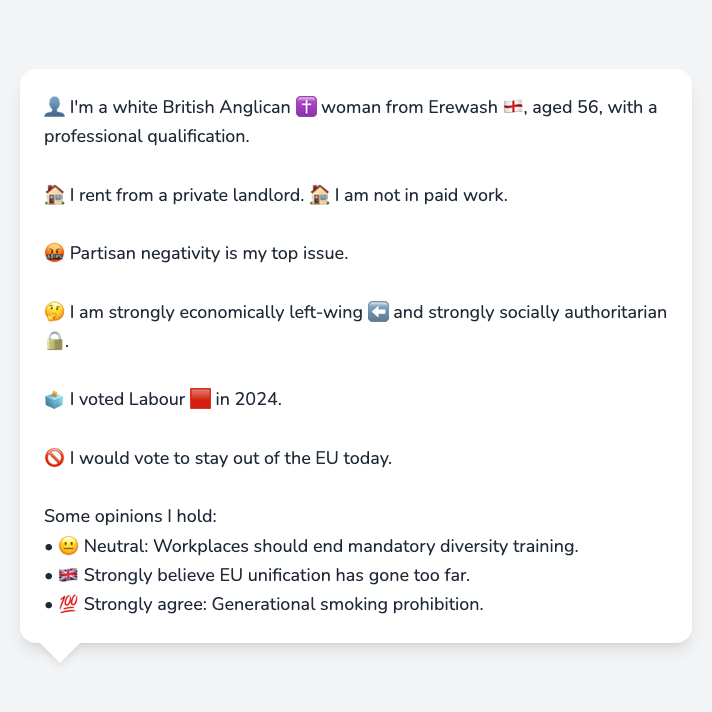 👤 I'm a white British Anglican ✝️ woman from Erewash 🏴󠁧󠁢󠁥󠁮󠁧󠁿, aged 56, with a
professional qualification.
🏠 I rent from a private landlord. 🏠 I am not in paid work.
🤬 Partisan negativity is my top issue.
🤔 I am strongly economically left-wing ⬅️ and strongly socially authoritarian
🔒.
🗳️ I voted Labour 🟥 in 2024.
🚫 I would vote to stay out of the EU today.
Some opinions I hold:
• 😐 Neutral: Workplaces should end mandatory diversity training.
• 🇬🇧 Strongly believe EU unification has gone too far.
• 💯 Strongly agree: Generational smoking prohibition.